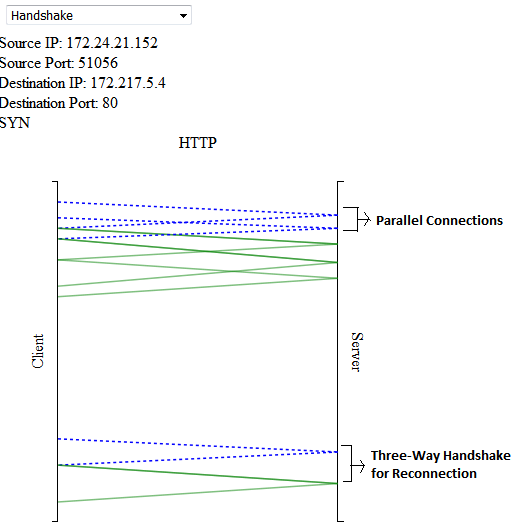 Handshake
Source IP: 172.24.21.152
Source Port: 51056
Destination IP: 172.217.5.4
Destination Port: 80
SYN
HTTP
Parallel Connections
Client
Server
Three-Way Handshake
for Reconnection